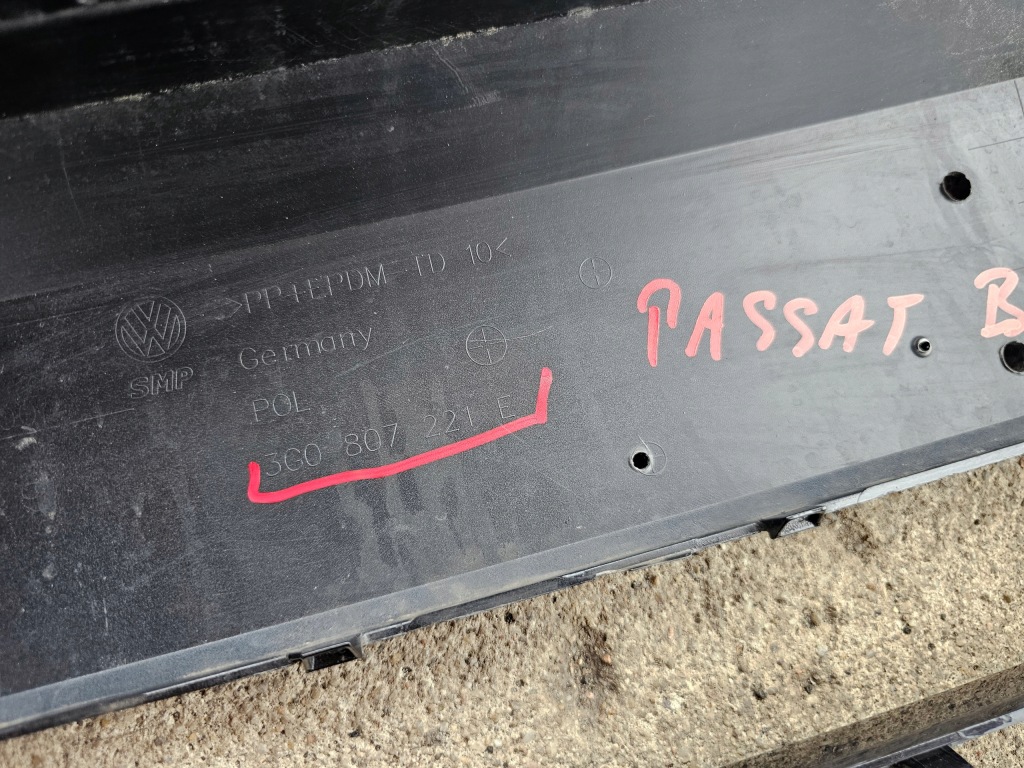 >PP+EPDM-TD 10<
Germany
SMP
POL
3G0 807 221 E
PASSAT B